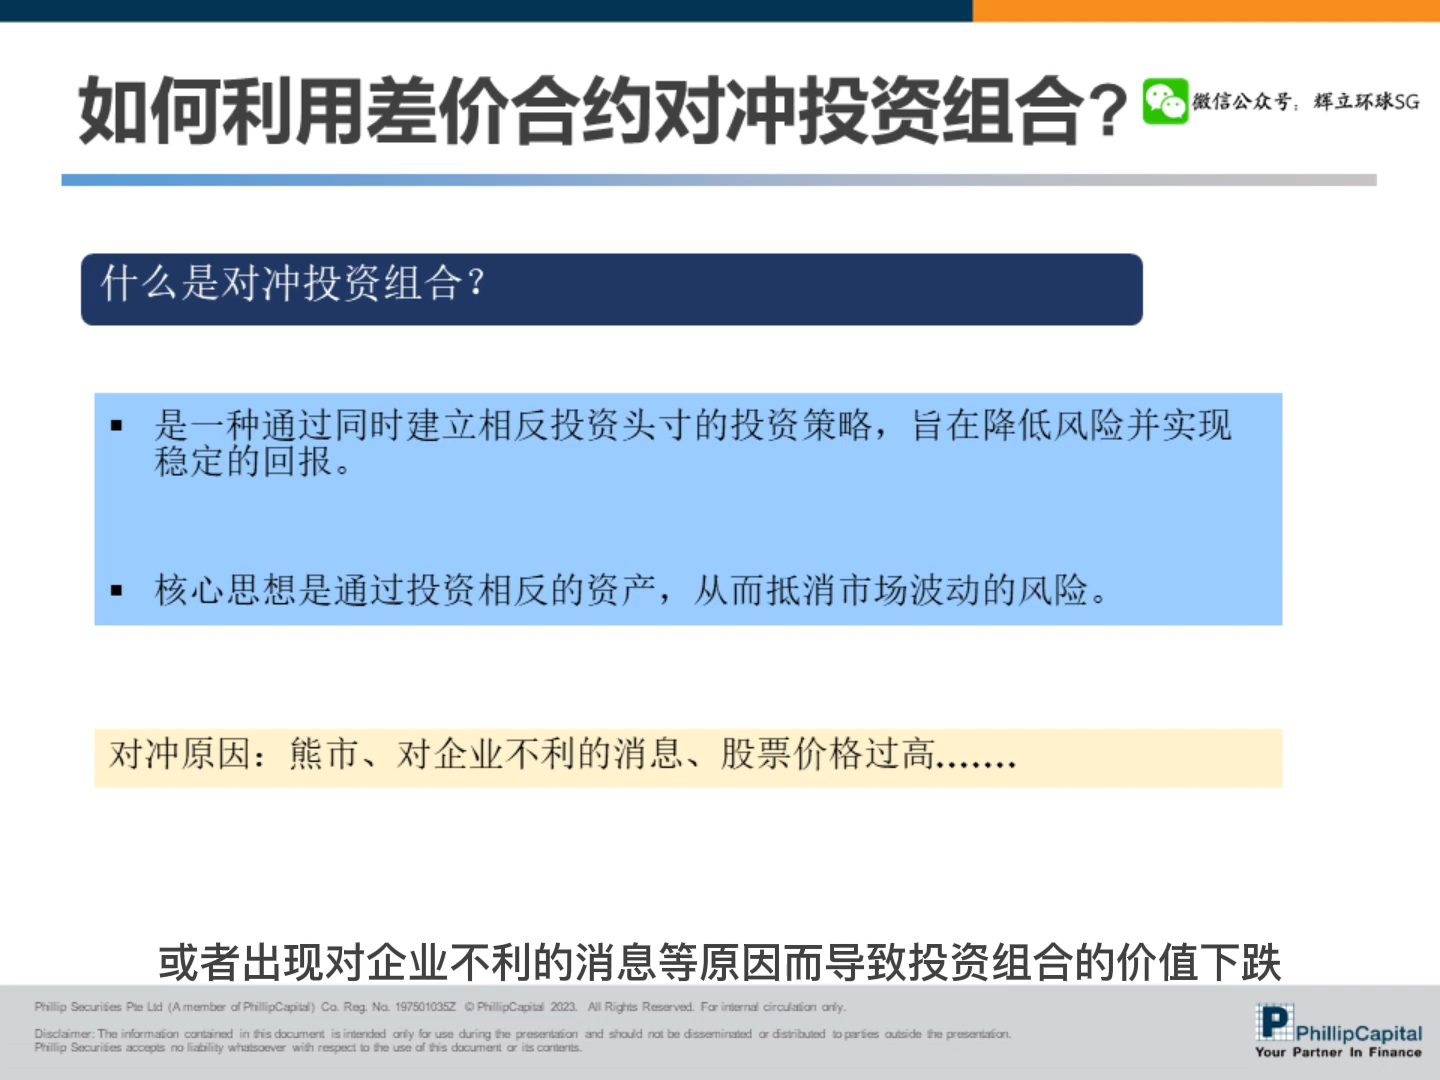 如何利用差价合约对冲投资组合?
微信公众号：辉立环球SG
什么是对冲投资组合？
▪ 是一种通过同时建立相反投资头寸的投资策略，旨在降低风险并实现
稳定的回报。
▪ 核心思想是通过投资相反的资产，从而抵消市场波动的风险。
对冲原因：熊市、对企业不利的消息、股票价格过高.......
或者出现对企业不利的消息等原因而导致投资组合的价值下跌
Phillip Securities Pte Ltd (A member of PhillipCapital) Co. Reg. No. 197501035Z © PhillipCapital 2023. All Rights Reserved. For internal circulation only.
Disclaimer: The information contained in this document is intended only for use during the presentation and should not be disseminated or distributed to parties outside the presentation.
Phillip Securities accepts no liability whatsoever with respect to the use of this document or its contents.
PhillipCapital
Your Partner In Finance